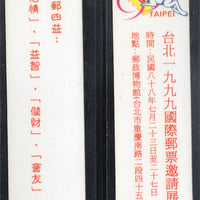 TAIPEI
台北一九九九國際郵票邀請展
時間：民國八十八年七月二十三日至二十七日
地點：郵政博物館(台北市重慶南路二段四十五
郵四益：
怡情」、「益智」、「儲財」、「會友」